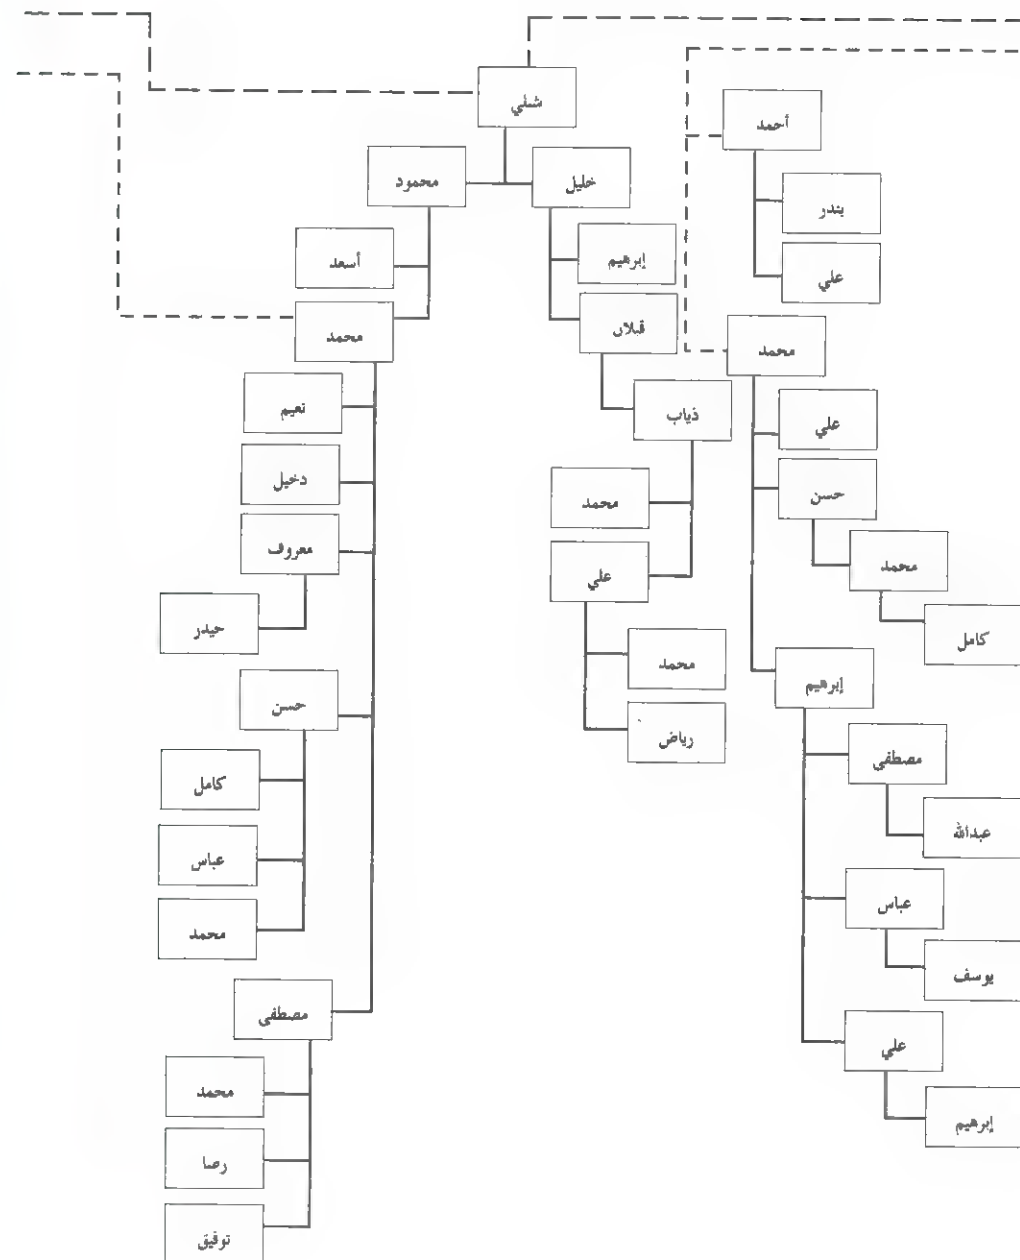 شبلي
أحمد
محمود
خليل
بندر
أسعد
إبرهيم
علي
محمد
قبلان
محمد
نعيم
ذياب
علي
دخيل
محمد
حسن
معروف
علي
محمد
حيدر
كامل
حسن
محمد
إبرهيم
كامل
رياض
مصطفى
عباس
عبدالله
محمد
عباس
مصطفى
يوسف
محمد
علي
رضا
إبرهيم
توفيق